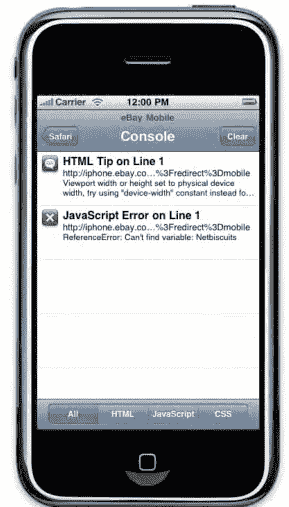 Carrier 12:00 PM
eBay Mobile
Safari Console Clear
HTML Tip on Line 1
http://iphone.ebay.co...%3Fredirect%3Dmobile
Viewport width or height set to physical device
width, try using "device-width" constant instead fo...
JavaScript Error on Line 1
http://iphone.ebay.co...%3Fredirect%3Dmobile
ReferenceError: Can't find variable: Netbiscuits
All HTML JavaScript CSS